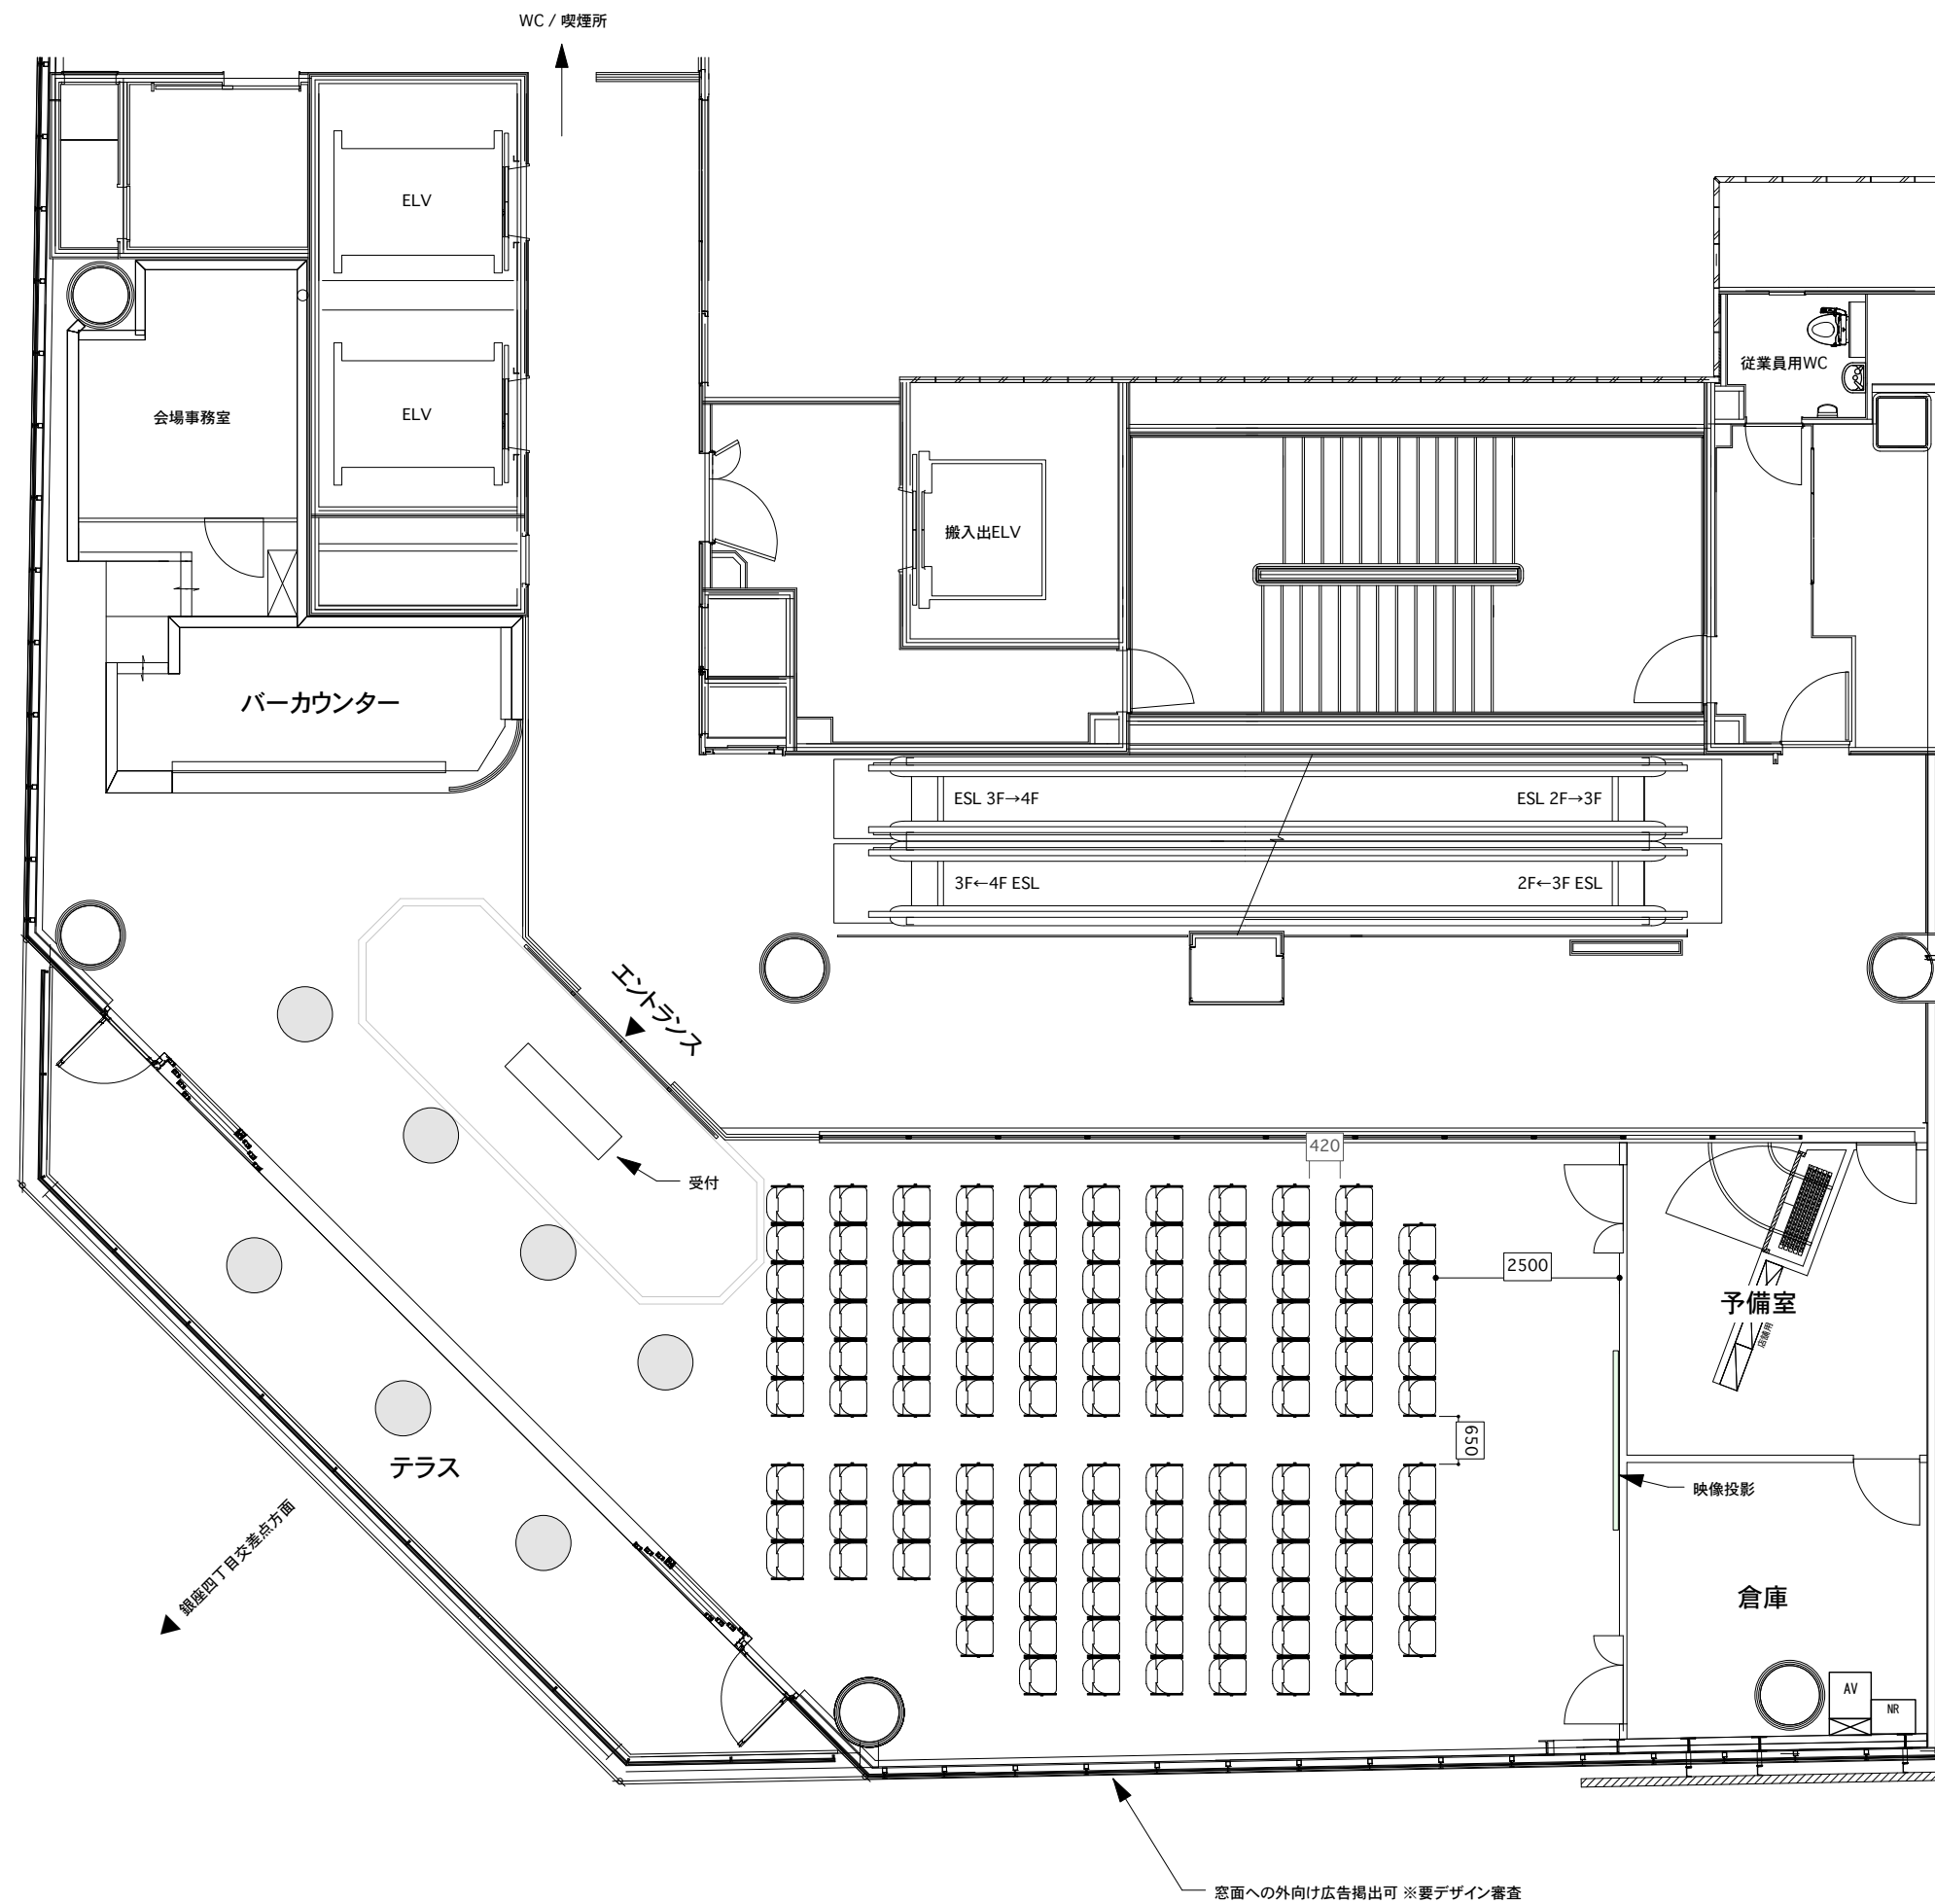 WC / 喫煙所
ELV
従業員用WC
会場事務室
ELV
搬入出ELV
バーカウンター
ESL 3F→4F
ESL 2F→3F
3F←4F ESL
2F←3F ESL
エントランス
420
受付
2500
予備室
店舗用
650
テラス
映像投影
銀座四丁目交差点方面
倉庫
AV
NR
窓面への外向け広告掲出可 ※要デザイン審査